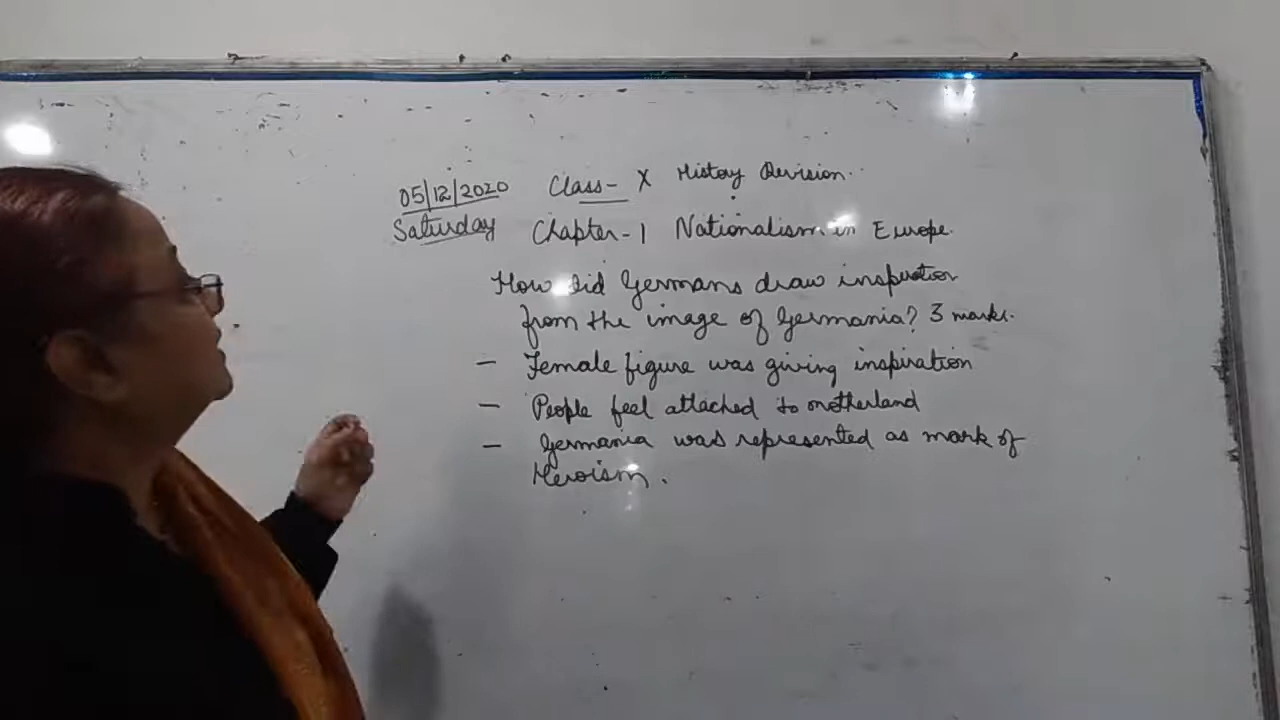 05/12/2020 Class- X History Revision..
Saturday Chapter-1 Nationalism in Europe.
How did Germans draw inspiration
from the image of Germania? 3 marks.
- Female figure was giving inspiration
- People feel attached to motherland
- Germania was represented as mark of
Heroism.